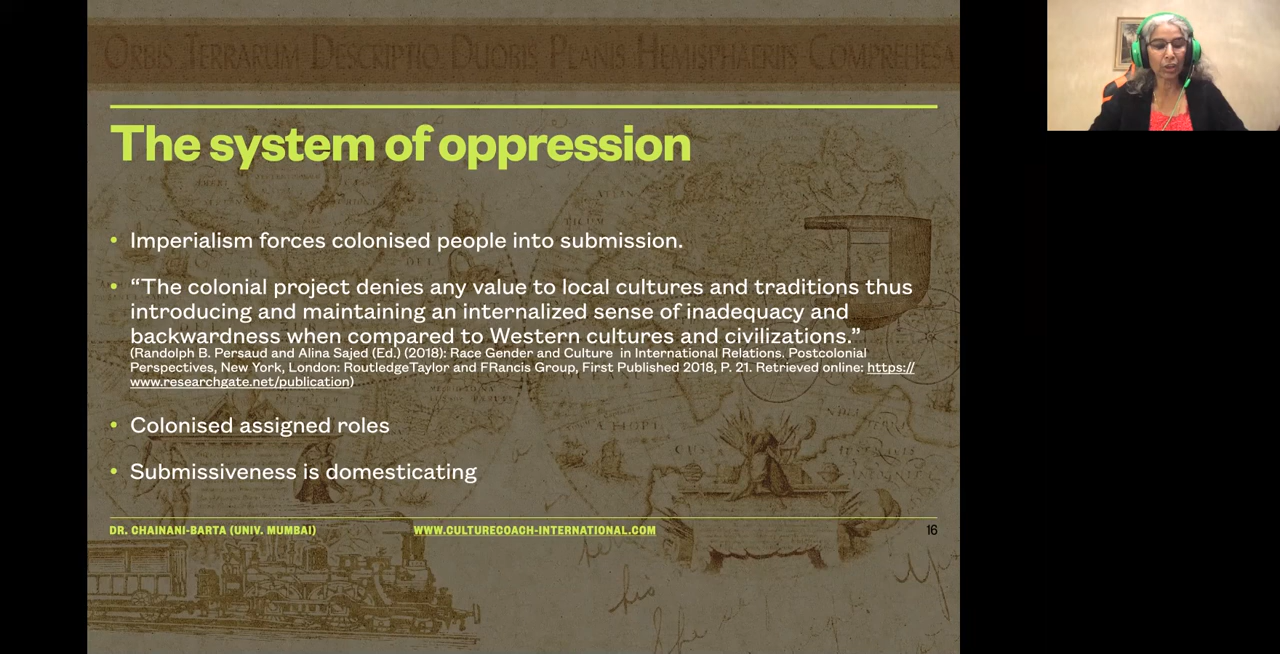 ORBIS TERRARUM DESCRIPTIO DUOBIS PLANIS HEMISPHAERIIS COMPREHESA
The system of oppression
• Imperialism forces colonised people into submission.
• “The colonial project denies any value to local cultures and traditions thus
introducing and maintaining an internalized sense of inadequacy and
backwardness when compared to Western cultures and civilizations.”
(Randolph B. Persaud and Alina Sajed (Ed.) (2018): Race Gender and Culture in International Relations. Postcolonial
Perspectives, New York, London: RoutledgeTaylor and FRancis Group, First Published 2018, P. 21. Retrieved online: https://
www.researchgate.net/publication)
• Colonised assigned roles
• Submissiveness is domesticating
DR. CHAINANI-BARTA (UNIV. MUMBAI) WWW.CULTURECOACH-INTERNATIONAL.COM 16